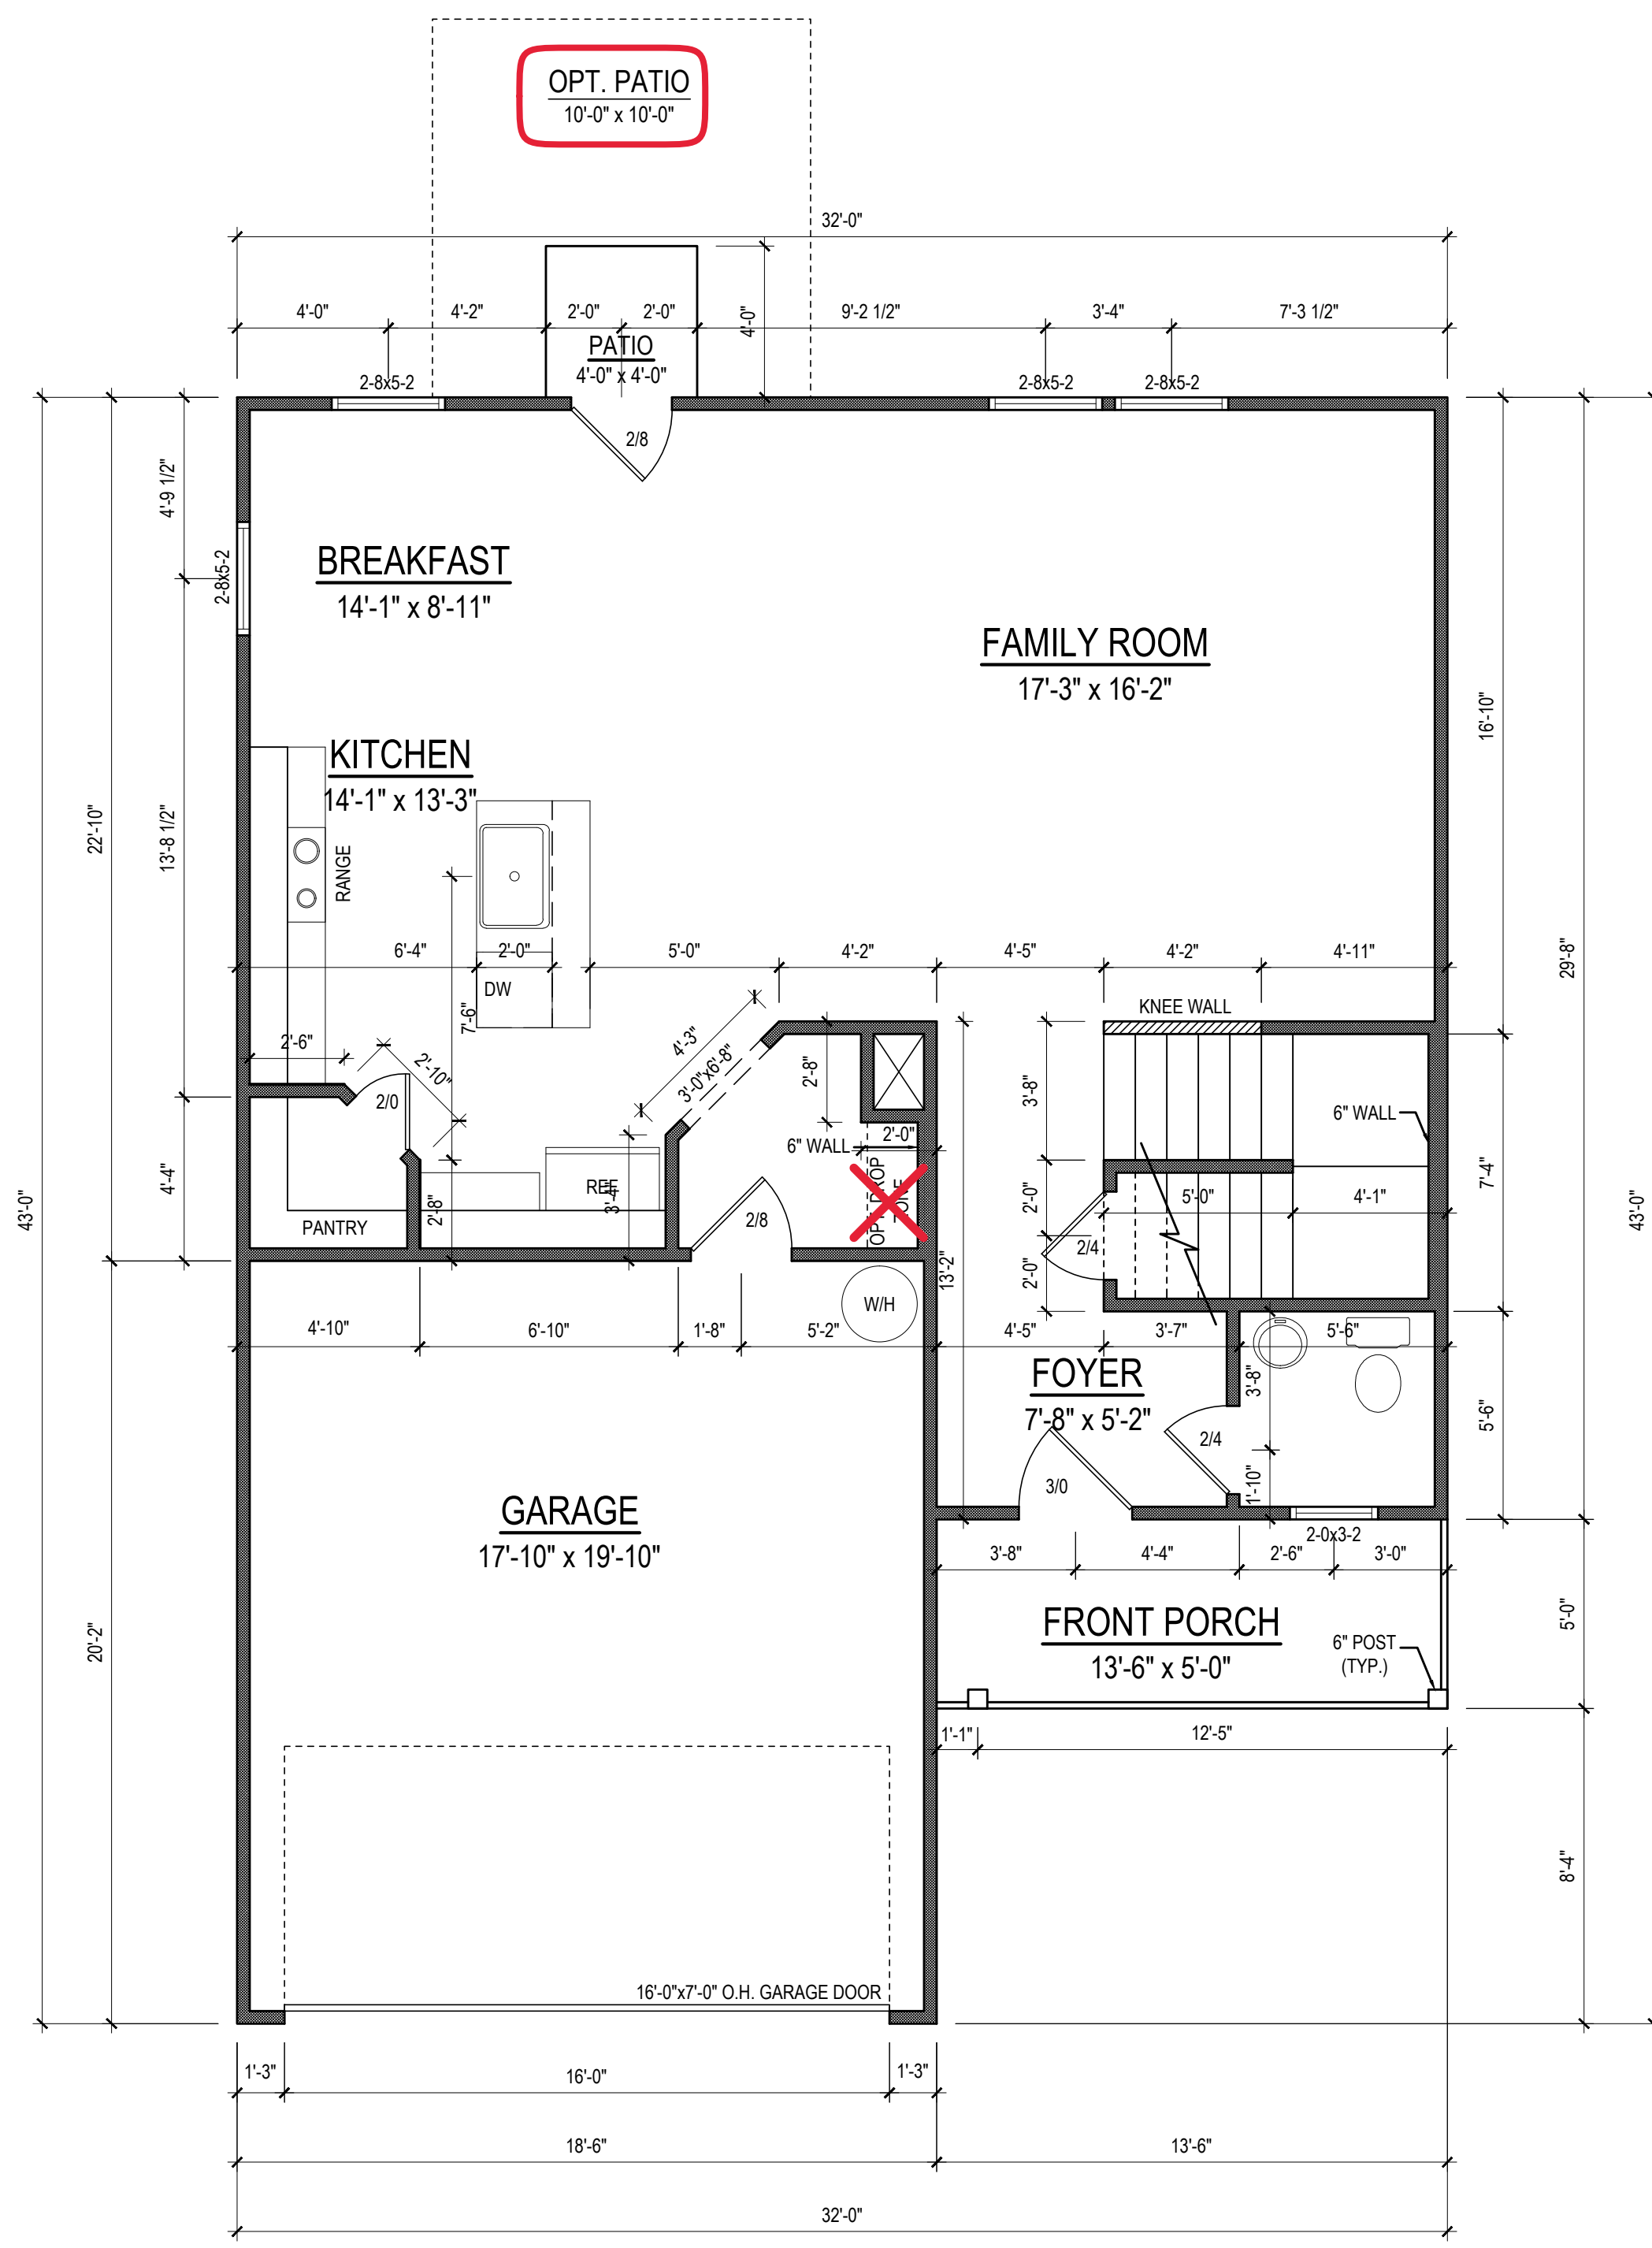 OPT. PATIO
10'-0" x 10'-0"
32'-0"
4'-0"
4'-2"
2'-0"
2'-0"
9'-2 1/2"
3'-4"
7'-3 1/2"
4'-0"
PATIO
4'-0" x 4'-0"
2-8x5-2
2-8x5-2
2-8x5-2
2/8
4'-9 1/2"
2-8x5-2
BREAKFAST
14'-1" x 8'-11"
FAMILY ROOM
17'-3" x 16'-2"
16'-10"
KITCHEN
14'-1" x 13'-3"
22'-10"
13'-8 1/2"
RANGE
29'-8"
6'-4"
2'-0"
5'-0"
4'-2"
4'-5"
4'-2"
4'-11"
DW
7'-6"
KNEE WALL
2'-6"
2'-10"
4'-3"
3'-0"x6'-8"
2'-8"
3'-8"
2/0
6" WALL
2'-0"
6" WALL
OPT. DROP
ZONE
43'-0"
4'-4"
PANTRY
2'-8"
REF
3'-4"
2/8
2'-0"
5'-0"
4'-1"
7'-4"
43'-0"
2/4
2'-0"
13'-2"
W/H
4'-10"
6'-10"
1'-8"
5'-2"
4'-5"
3'-7"
5'-6"
FOYER
7'-8" x 5'-2"
3'-8"
5'-6"
2/4
3/0
1'-10"
GARAGE
17'-10" x 19'-10"
2-0x3-2
3'-8"
4'-4"
2'-6"
3'-0"
FRONT PORCH
13'-6" x 5'-0"
6" POST
(TYP.)
5'-0"
20'-2"
1'-1"
12'-5"
8'-4"
16'-0"x7'-0" O.H. GARAGE DOOR
1'-3"
16'-0"
1'-3"
18'-6"
13'-6"
32'-0"